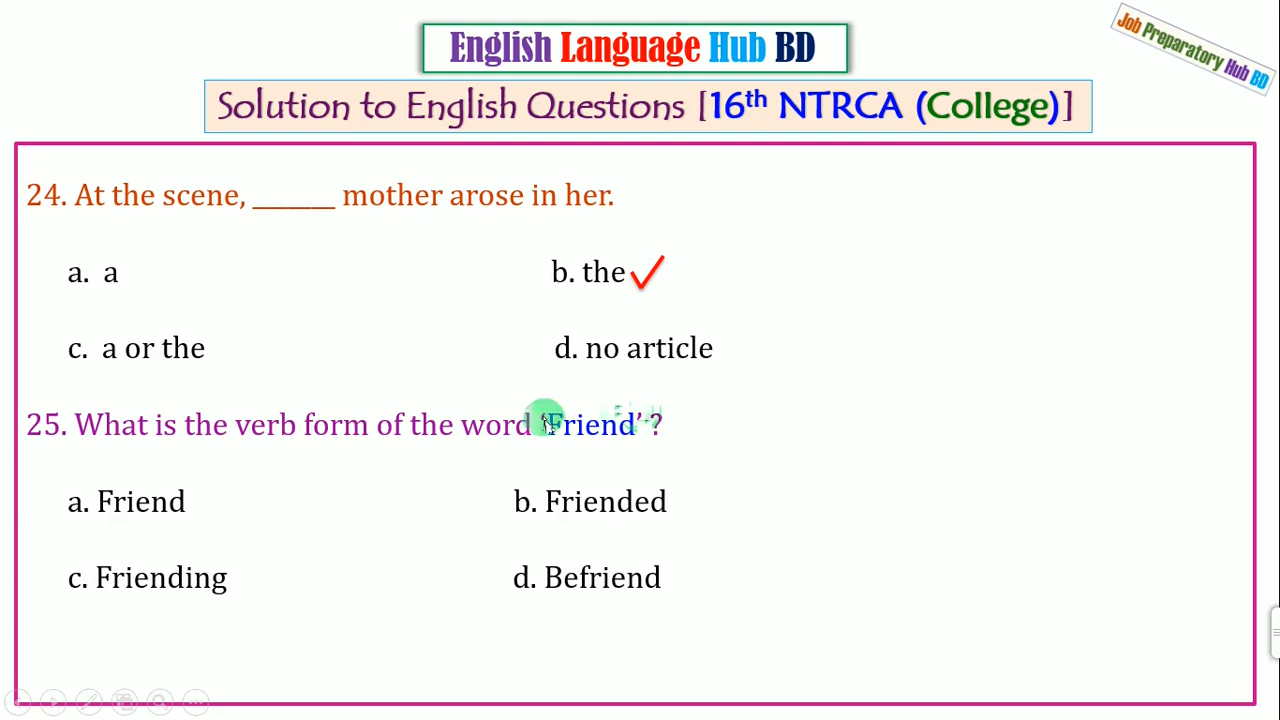 English Language Hub BD
Job Preparatory Hub BD
Solution to English Questions [16th NTRCA (College)]
24. At the scene, ______ mother arose in her.
a. a b. the
c. a or the d. no article
25. What is the verb form of the word ‘Friend’ ?
a. Friend b. Friended
c. Friending d. Befriend